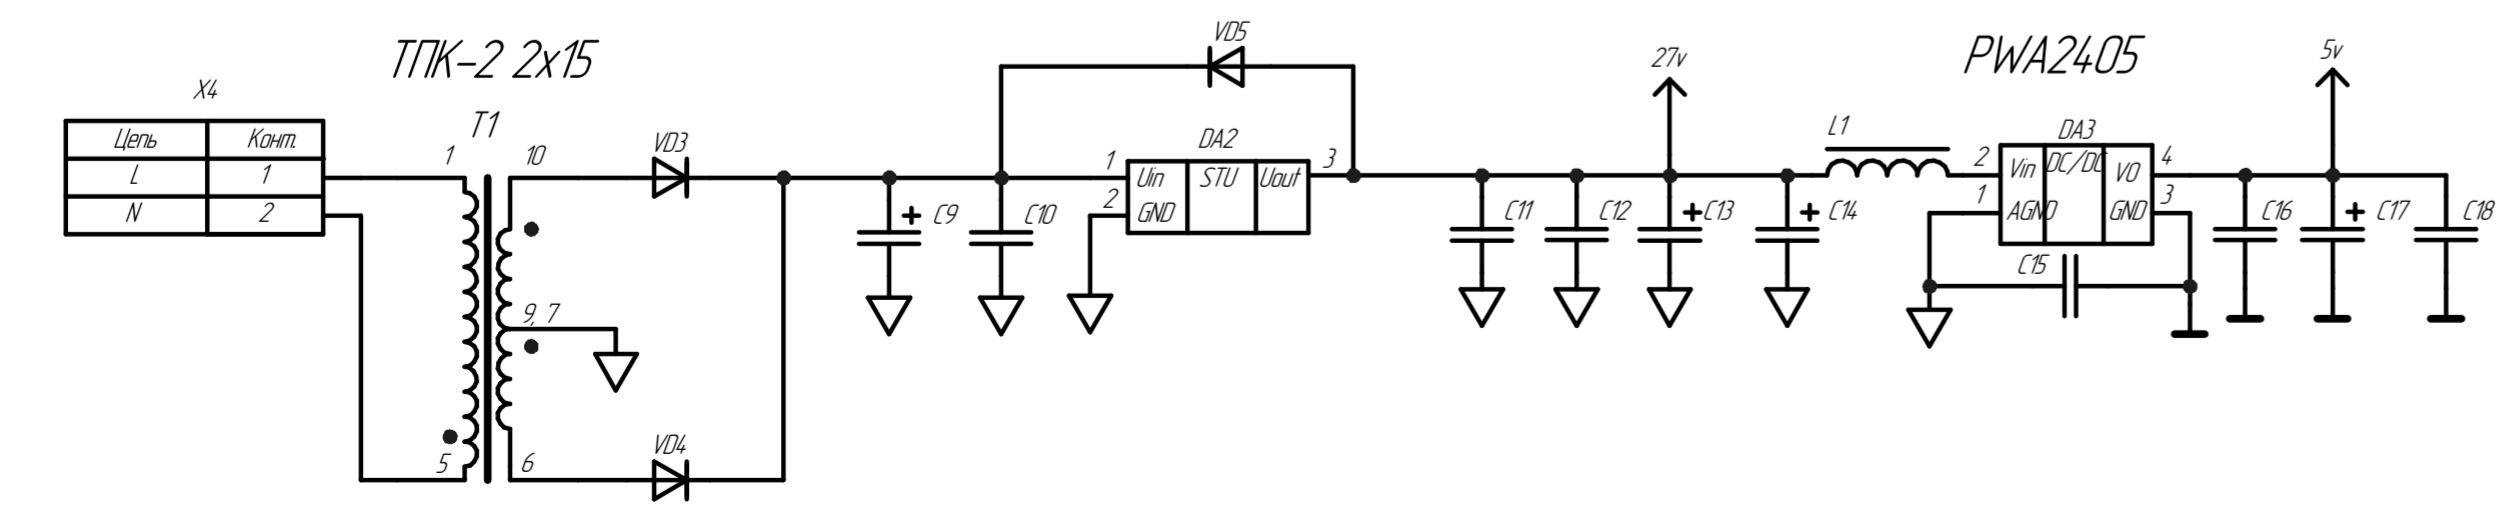 ТПК-2 2х15
X4
Цепь Конт.
L 1
N 2
T1
1 10
9, 7
5 6
VD3
VD4
VD5
C9
C10
DA2
1 Uin STU Uout 3
2 GND
27v
C11
C12
C13
C14
L1
PWA2405
DA3
2 Vin DC/DC VO 4
1 AGND GND 3
C15
5v
C16
C17
C18